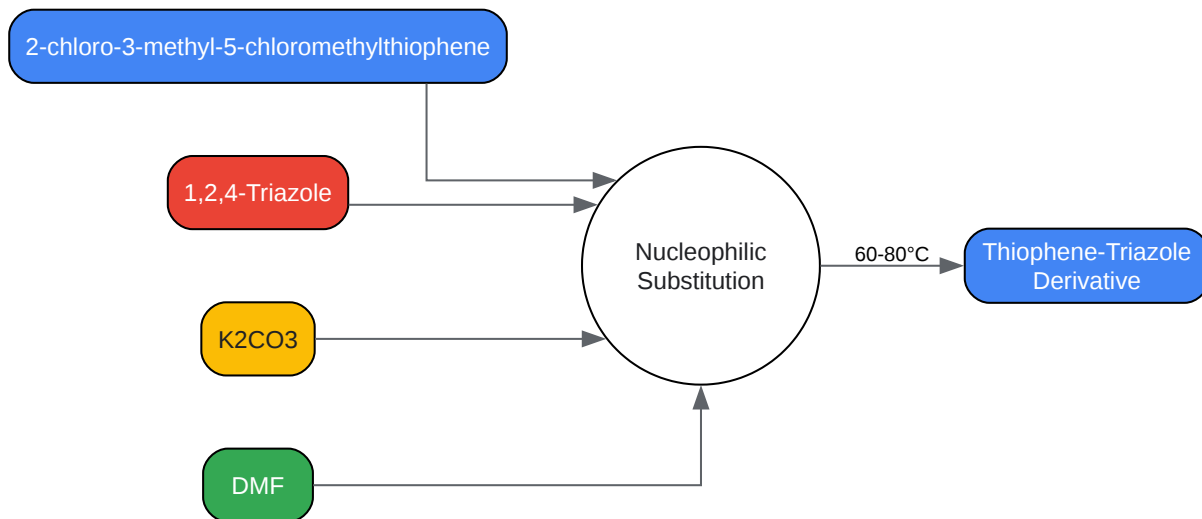 2-chloro-3-methyl-5-chloromethylthiophene
1,2,4-Triazole
K2CO3
DMF
Nucleophilic
Substitution
60-80°C
Thiophene-Triazole
Derivative